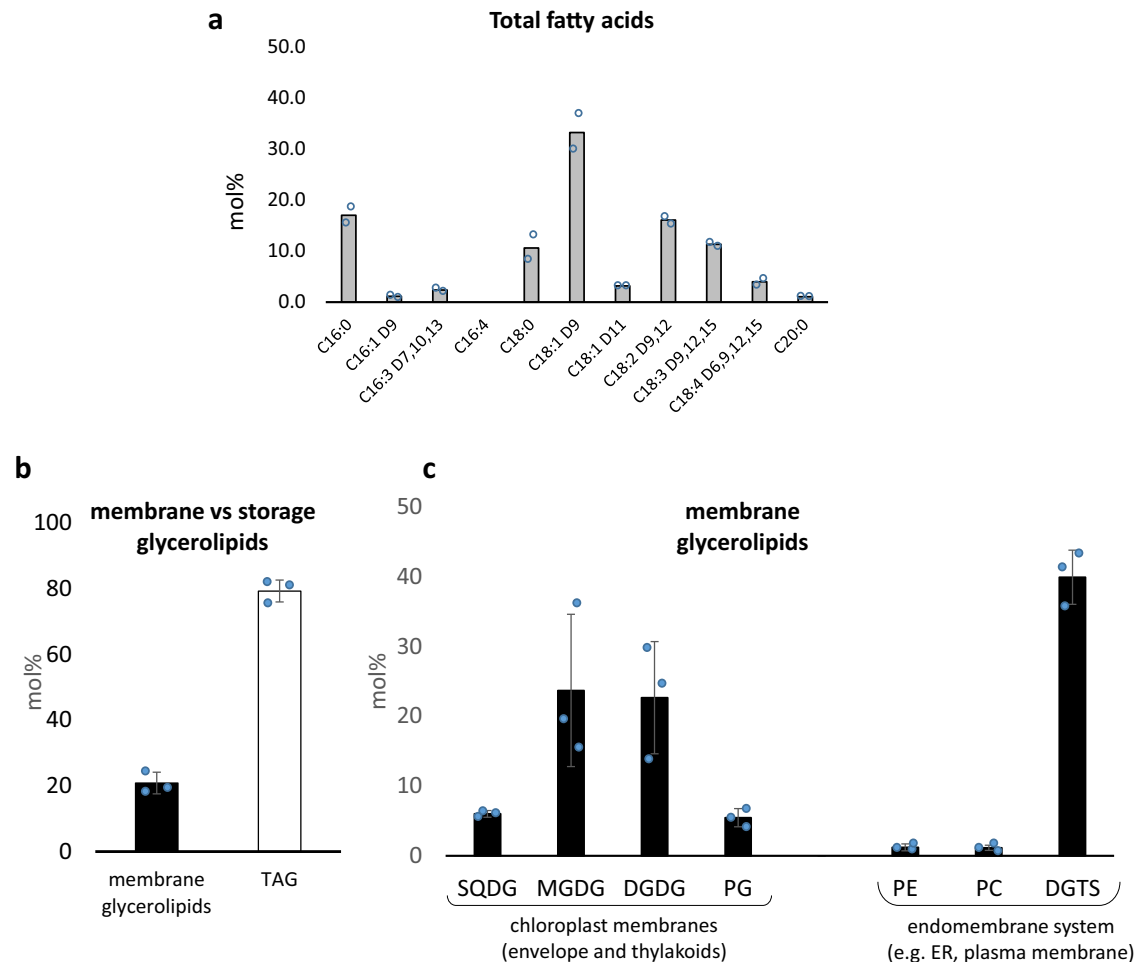 a
Total fatty acids
50.0
40.0
30.0
20.0
10.0
0.0
mol%
C16:0
C16:1 D9
C16:3 D7,10,13
C16:4
C18:0
C18:1 D9
C18:1 D11
C18:2 D9,12
C18:3 D9,12,15
C18:4 D6,9,12,15
C20:0
b
membrane vs storage
glycerolipids
100
80
60
40
20
0
mol%
membrane
glycerolipids
TAG
c
membrane
glycerolipids
50
40
30
20
10
0
mol%
SQDG MGDG DGDG PG PE PC DGTS
chloroplast membranes
(envelope and thylakoids)
endomembrane system
(e.g. ER, plasma membrane)